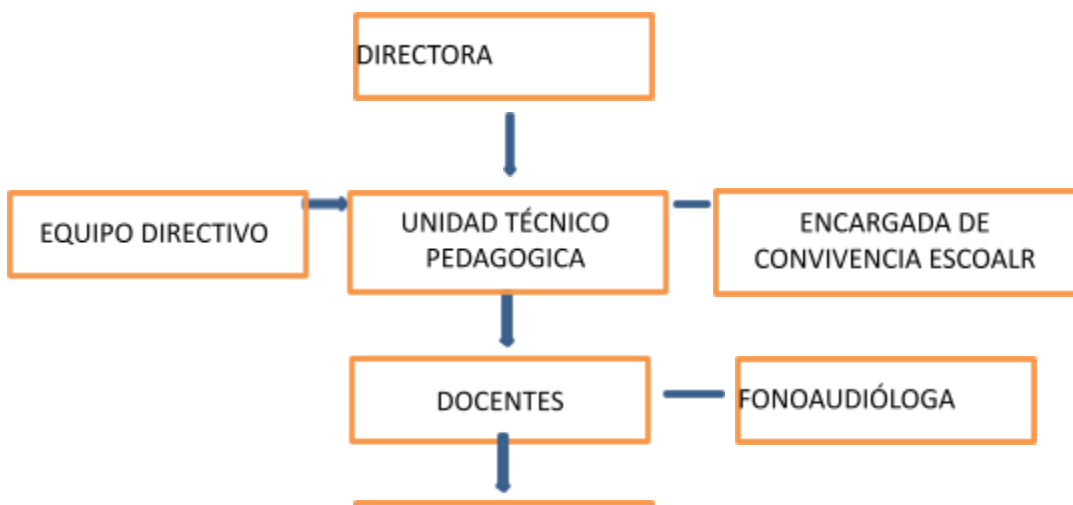 DIRECTORA
EQUIPO DIRECTIVO
UNIDAD TÉCNICO
PEDAGOGICA
ENCARGADA DE
CONVIVENCIA ESCOALR
DOCENTES
FONOAUDIÓLOGA